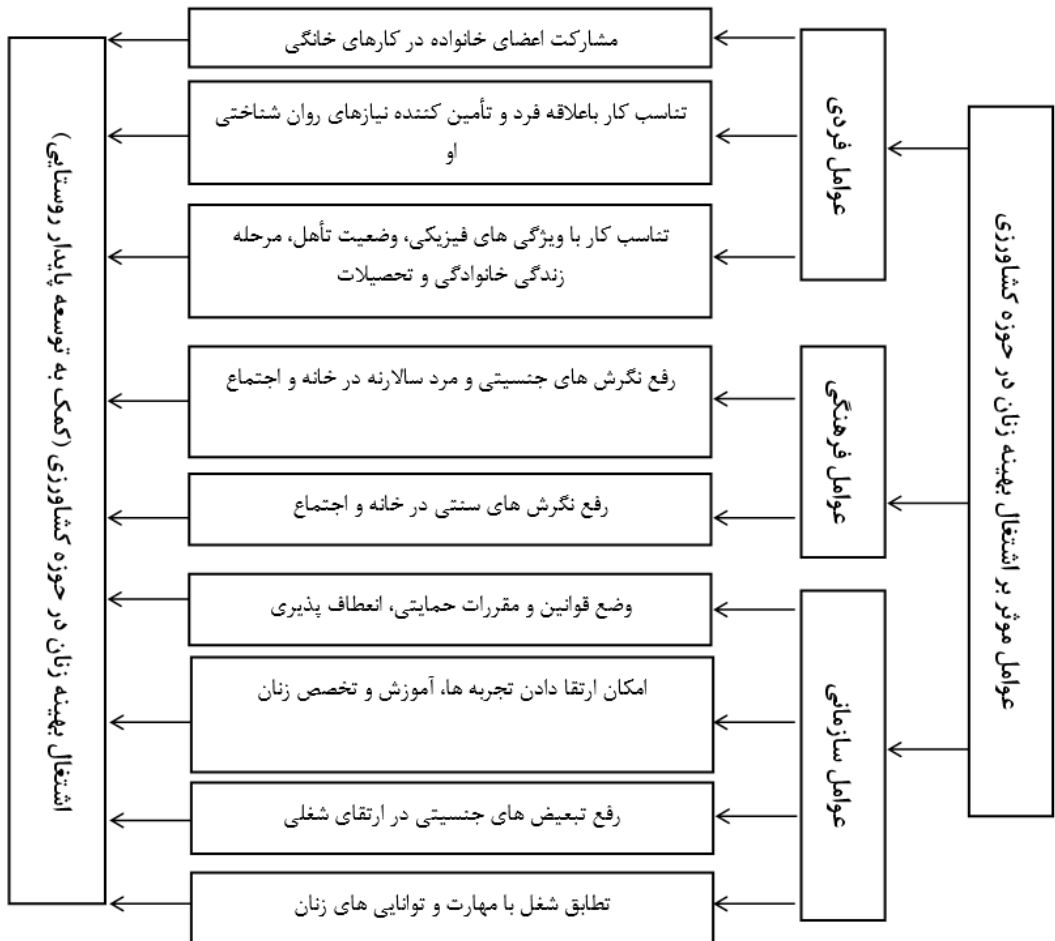 عوامل موثر بر اشتغال بهینه زنان در حوزه کشاورزی
عوامل فردی
مشارکت اعضای خانواده در کارهای خانگی
تناسب کار باعلاقه فرد و تأمین کننده نیازهای روان شناختی
او
تناسب کار با ویژگی های فیزیکی، وضعیت تأهل، مرحله
زندگی خانوادگی و تحصیلات
عوامل فرهنگی
رفع نگرش های جنسیتی و مرد سالارنه در خانه و اجتماع
رفع نگرش های سنتی در خانه و اجتماع
عوامل سازمانی
وضع قوانین و مقررات حمایتی، انعطاف پذیری
امکان ارتقا دادن تجربه ها، آموزش و تخصص زنان
رفع تبعیض های جنسیتی در ارتقای شغلی
تطابق شغل با مهارت و توانایی های زنان
اشتغال بهینه زنان در حوزه کشاورزی (کمک به توسعه پایدار روستایی)